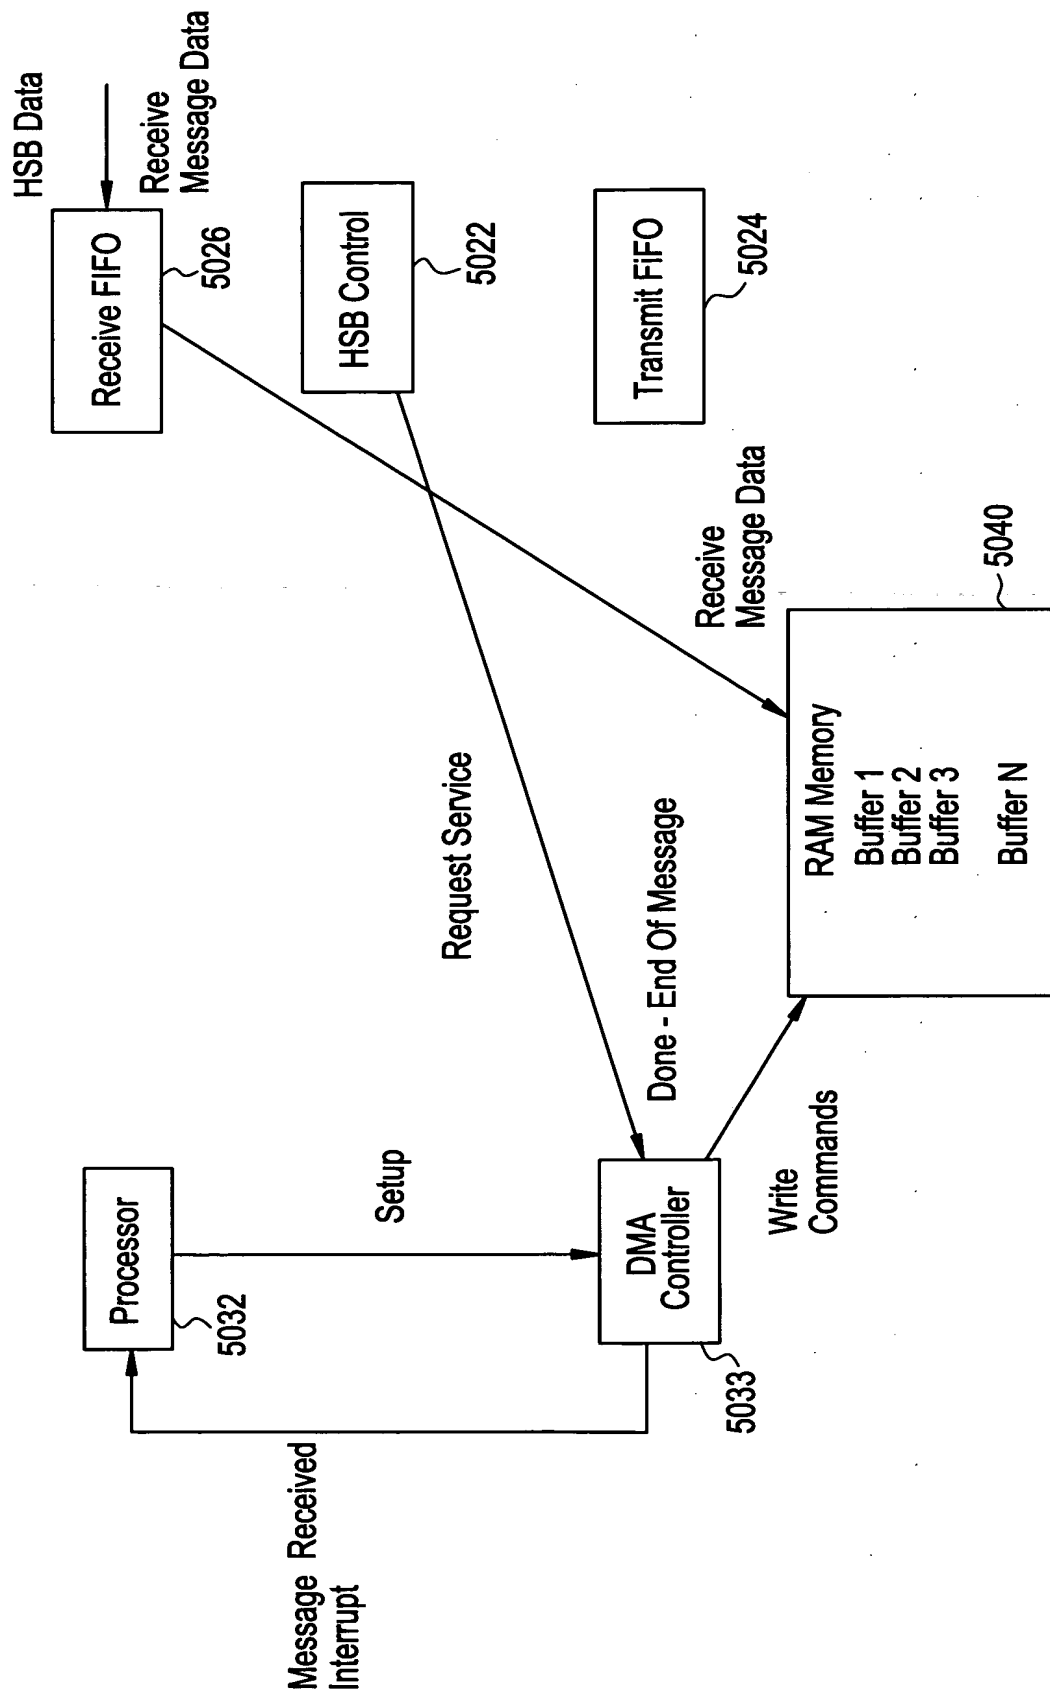 Message Received
Interrupt
Processor
5032
Setup
DMA
Controller
5033
Request Service
Done - End Of Message
Write
Commands
HSB Data
Receive
Message Data
Receive FIFO
5026
HSB Control
5022
Transmit FIFO
5024
Receive
Message Data
5040
RAM Memory
Buffer 1
Buffer 2
Buffer 3
Buffer N